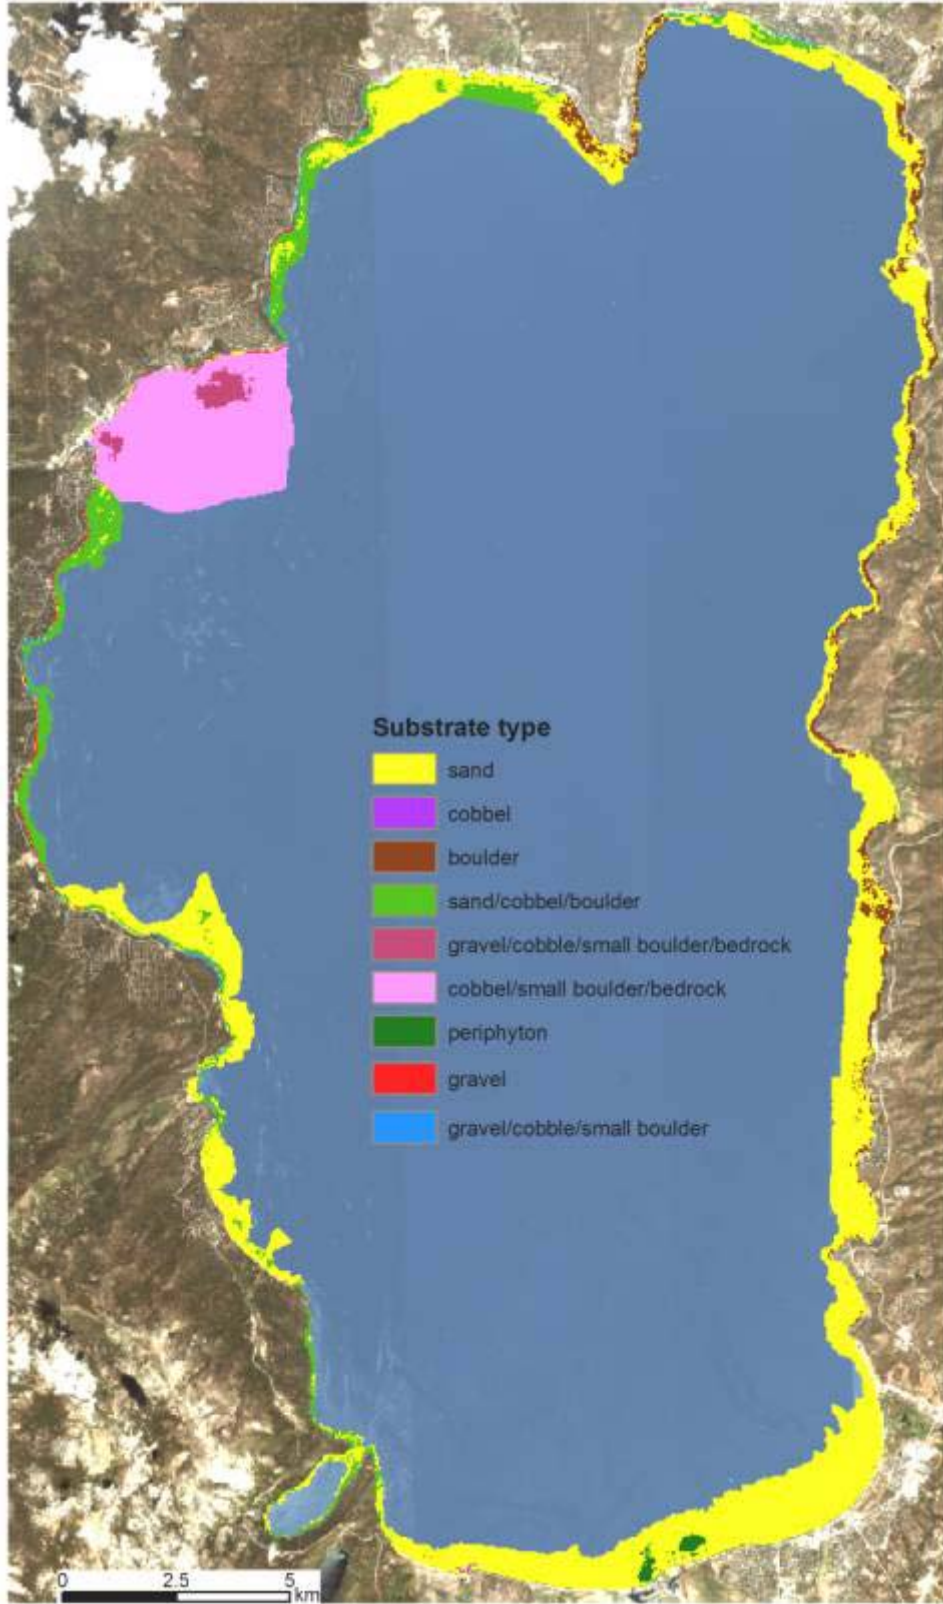 Substrate type
sand
cobbel
boulder
sand/cobbel/boulder
gravel/cobble/small boulder/bedrock
cobbel/small boulder/bedrock
periphyton
gravel
gravel/cobble/small boulder
0 2.5 5
km